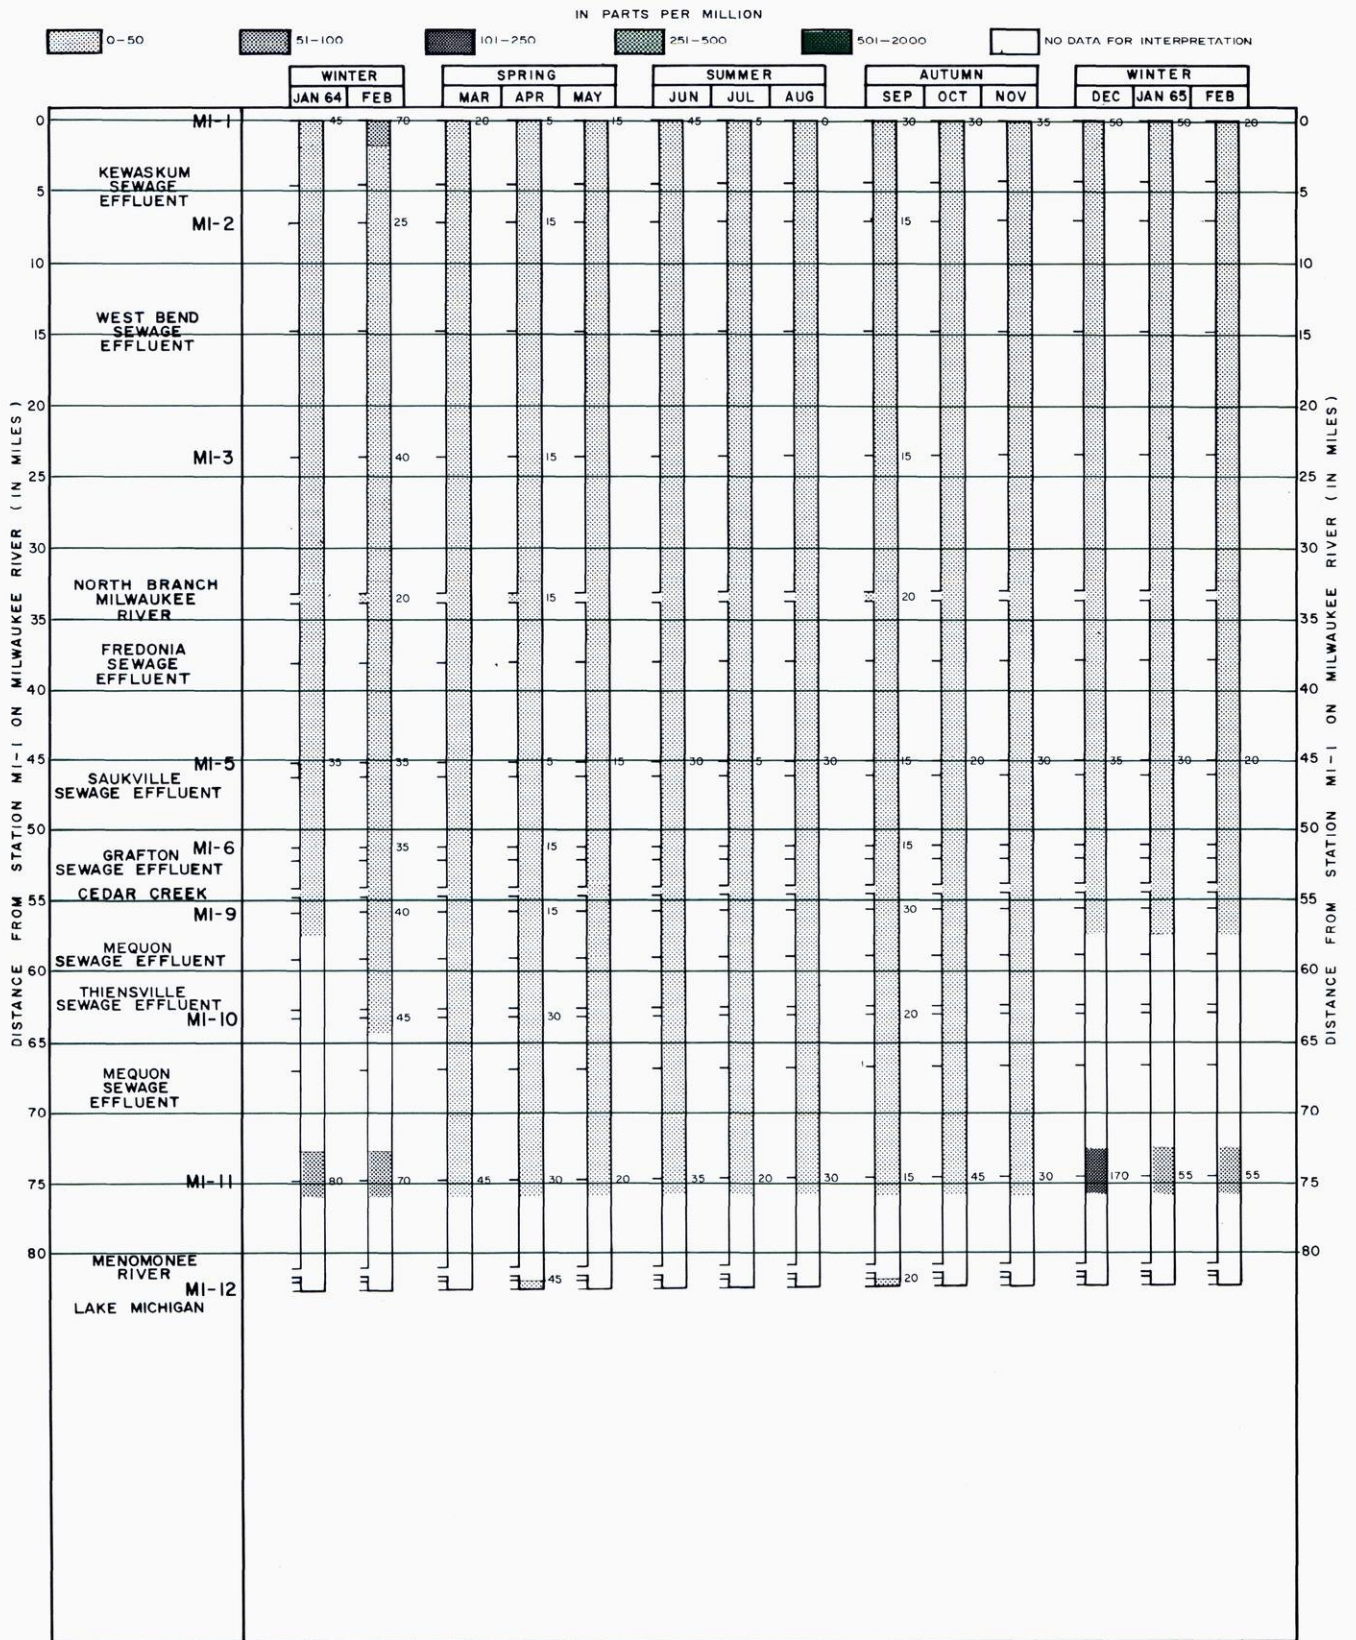 IN PARTS PER MILLION
0-50 51-100 101-250 251-500 501-2000 NO DATA FOR INTERPRETATION
WINTER SPRING SUMMER AUTUMN WINTER
JAN 64 FEB MAR APR MAY JUN JUL AUG SEP OCT NOV DEC JAN 65 FEB
0 MI-1 45 70 20 5 15 45 5 0 30 30 35 50 50 20 0
KEWASKUM
SEWAGE
5 5
EFFLUENT
MI-2 25 15 15
10 10
WEST BEND
SEWAGE
15 15
EFFLUENT
20 20
MI-3 40 15 15
25 25
30 30
NORTH BRANCH
MILWAUKEE 20 15 20
RIVER
35 35
FREDONIA
SEWAGE
EFFLUENT
40 40
45 MI-5 35 35 5 15 30 5 30 15 20 30 35 30 20 45
SAUKVILLE
SEWAGE EFFLUENT
50 50
MI-6 35 15 15
GRAFTON
SEWAGE EFFLUENT
CEDAR CREEK
55 55
MI-9 40 15 30
MEQUON
SEWAGE EFFLUENT
60 60
THIENSVILLE
SEWAGE EFFLUENT
MI-10 45 30 20
65 65
MEQUON
SEWAGE
EFFLUENT
70 70
75 MI-11 80 70 45 30 20 35 20 30 15 45 30 170 55 55 75
80 80
MENOMONEE
RIVER
MI-12 45 20
LAKE MICHIGAN
DISTANCE FROM STATION MI-1 ON MILWAUKEE RIVER (IN MILES)
DISTANCE FROM STATION MI-1 ON MILWAUKEE RIVER (IN MILES)